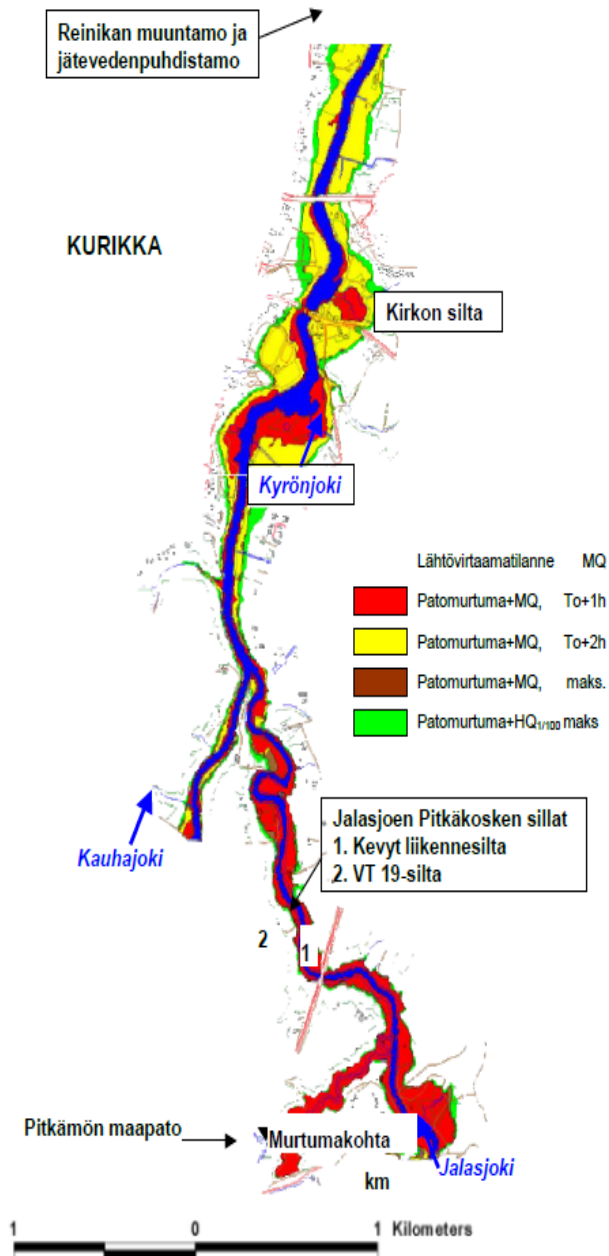 Reinikan muuntamo ja
jätevedenpuhdistamo
KURIKKA
Kirkon silta
Kyrönjoki
Lähtövirtaamatilanne MQ
Patomurtuma+MQ, To+1h
Patomurtuma+MQ, To+2h
Patomurtuma+MQ, maks.
Patomurtuma+HQ1/100 maks
Kauhajoki
Jalasjoen Pitkäkosken sillat
1. Kevyt liikennesilta
2. VT 19-silta
2
1
Pitkämön maapato
Murtumakohta
Jalasjoki
km
1 0 1 Kilometers